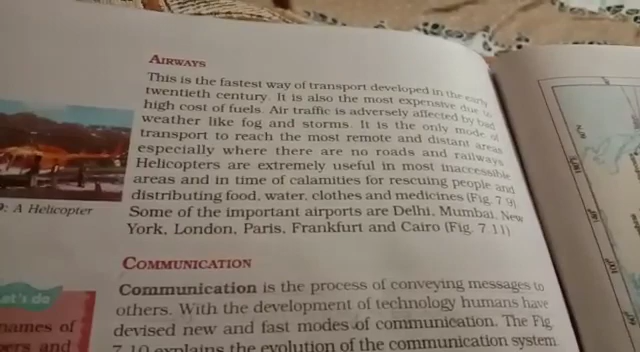 AIRWAYS
This is the fastest way of transport developed in the early
twentieth century. It is also the most expensive due to
high cost of fuels. Air traffic is adversely affected by bad
weather like fog and storms. It is the only mode of
transport to reach the most remote and distant areas
especially where there are no roads and railways.
Helicopters are extremely useful in most inaccessible
areas and in time of calamities for rescuing people and
distributing food, water, clothes and medicines (Fig. 7.9)
Some of the important airports are Delhi, Mumbai, New
York, London, Paris, Frankfurt and Cairo (Fig. 7.11)
9: A Helicopter
COMMUNICATION
Communication is the process of conveying messages to
others. With the development of technology humans have
devised new and fast modes of communication. The Fig.
7.10 explains the evolution of the communication system
et's do
names of
pers and